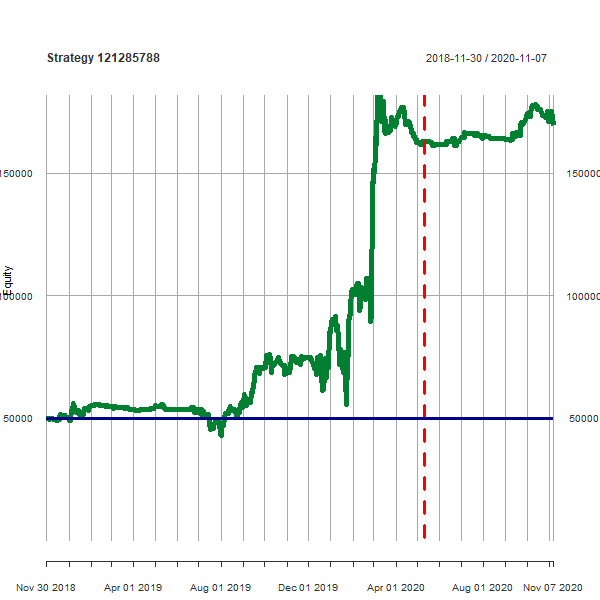 Strategy 121285788
2018-11-30 / 2020-11-07
150000
150000
Equity
100000
100000
50000
50000
Nov 30 2018
Apr 01 2019
Aug 01 2019
Dec 01 2019
Apr 01 2020
Aug 01 2020
Nov 07 2020